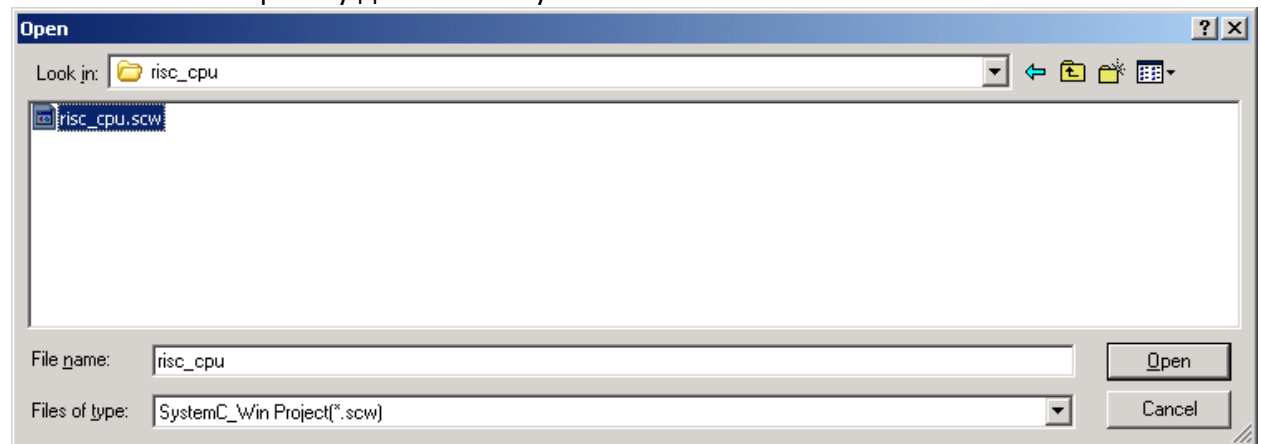 Open
Look in: risc_cpu
risc_cpu.scw
File name: risc_cpu Open
Files of type: SystemC_Win Project(*.scw) Cancel